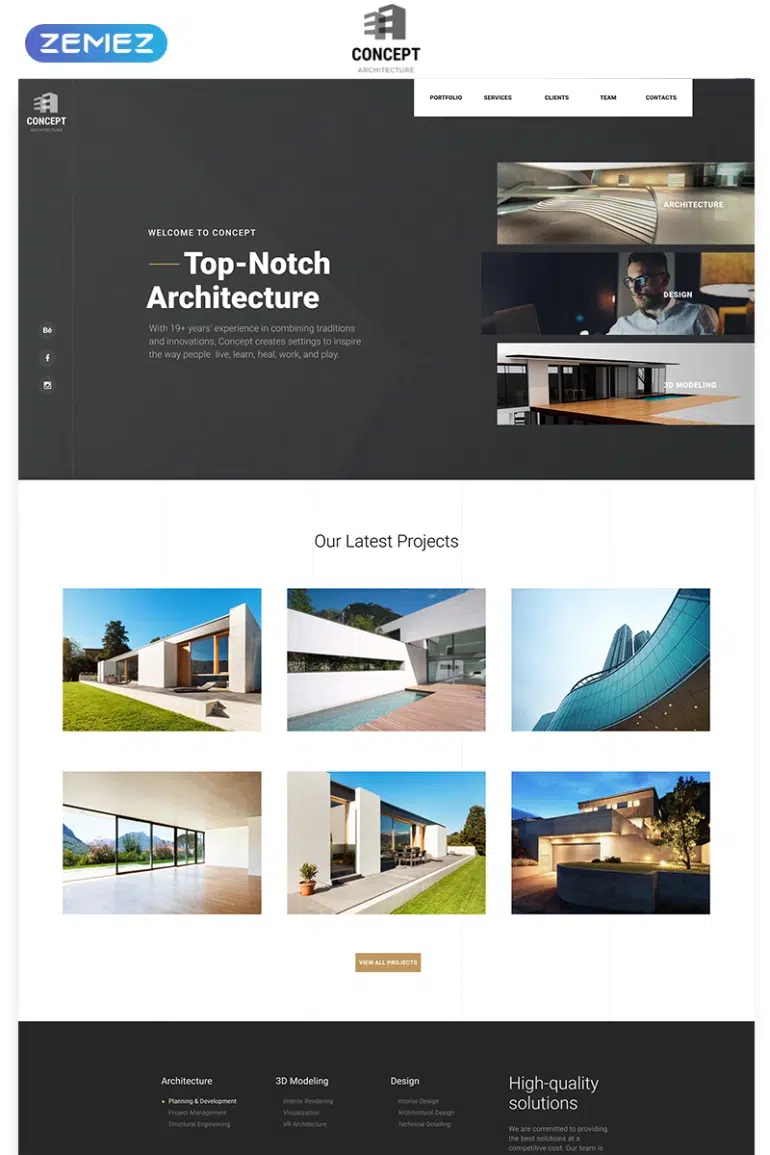 ZEMEZ
CONCEPT
ARCHITECTURE
CONCEPT
ARCHITECTURE
PORTFOLIO SERVICES CLIENTS TEAM CONTACTS
WELCOME TO CONCEPT
Top-Notch
Architecture
With 19+ years' experience in combining traditions
and innovations, Concept creates settings to inspire
the way people live, learn, heal, work, and play.
Bē
f
ARCHITECTURE
DESIGN
3D MODELING
Our Latest Projects
VIEW ALL PROJECTS
Architecture
Planning & Development
Project Management
Structural Engineering
3D Modeling
Interior Rendering
Visualization
VR Architecture
Design
Interior Design
Architectural Design
Technical Detailing
High-quality
solutions
We are committed to providing
the best solutions at a
competitive cost. Our team is